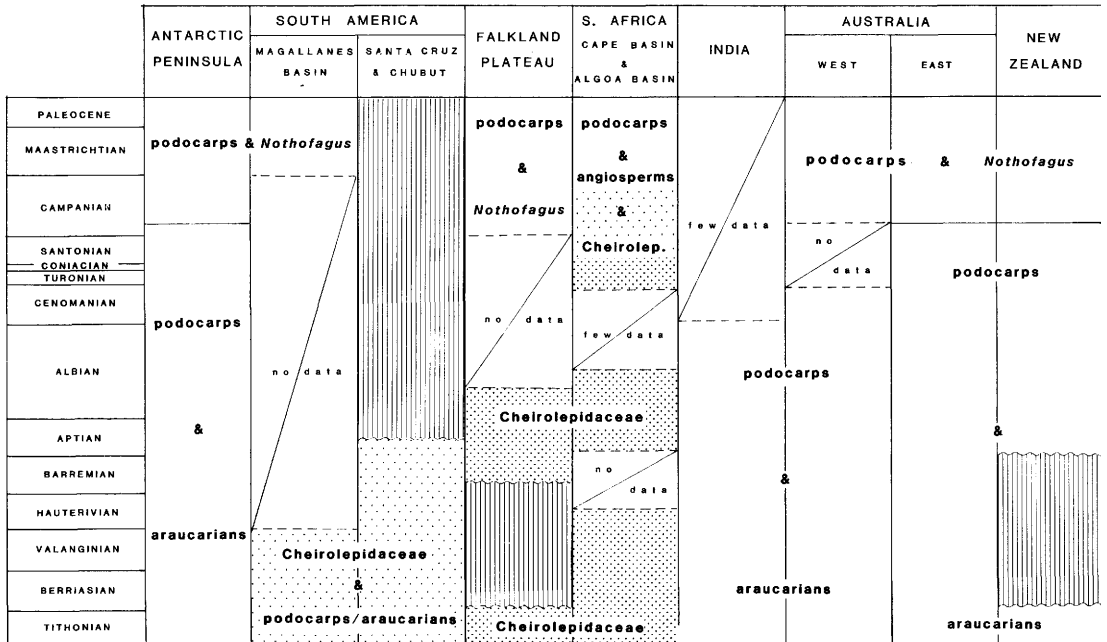 SOUTH AMERICA
S. AFRICA
AUSTRALIA
ANTARCTIC
PENINSULA
MAGALLANES
BASIN
SANTA CRUZ
& CHUBUT
FALKLAND
PLATEAU
CAPE BASIN
&
ALGOA BASIN
INDIA
WEST
EAST
NEW
ZEALAND
PALEOCENE
MAASTRICHTIAN
CAMPANIAN
SANTONIAN
CONIACIAN
TURONIAN
CENOMANIAN
ALBIAN
APTIAN
BARREMIAN
HAUTERIVIAN
VALANGINIAN
BERRIASIAN
TITHONIAN
podocarps & Nothofagus
podocarps
&
araucarians
no data
Cheirolepidaceae
&
podocarps/araucarians
podocarps
&
Nothofagus
no data
Cheirolepidaceae
Cheirolepidaceae
podocarps
&
angiosperms
&
Cheirolep.
few data
no
data
few data
podocarps & Nothofagus
no
data
podocarps
podocarps
&
&
araucarians
araucarians